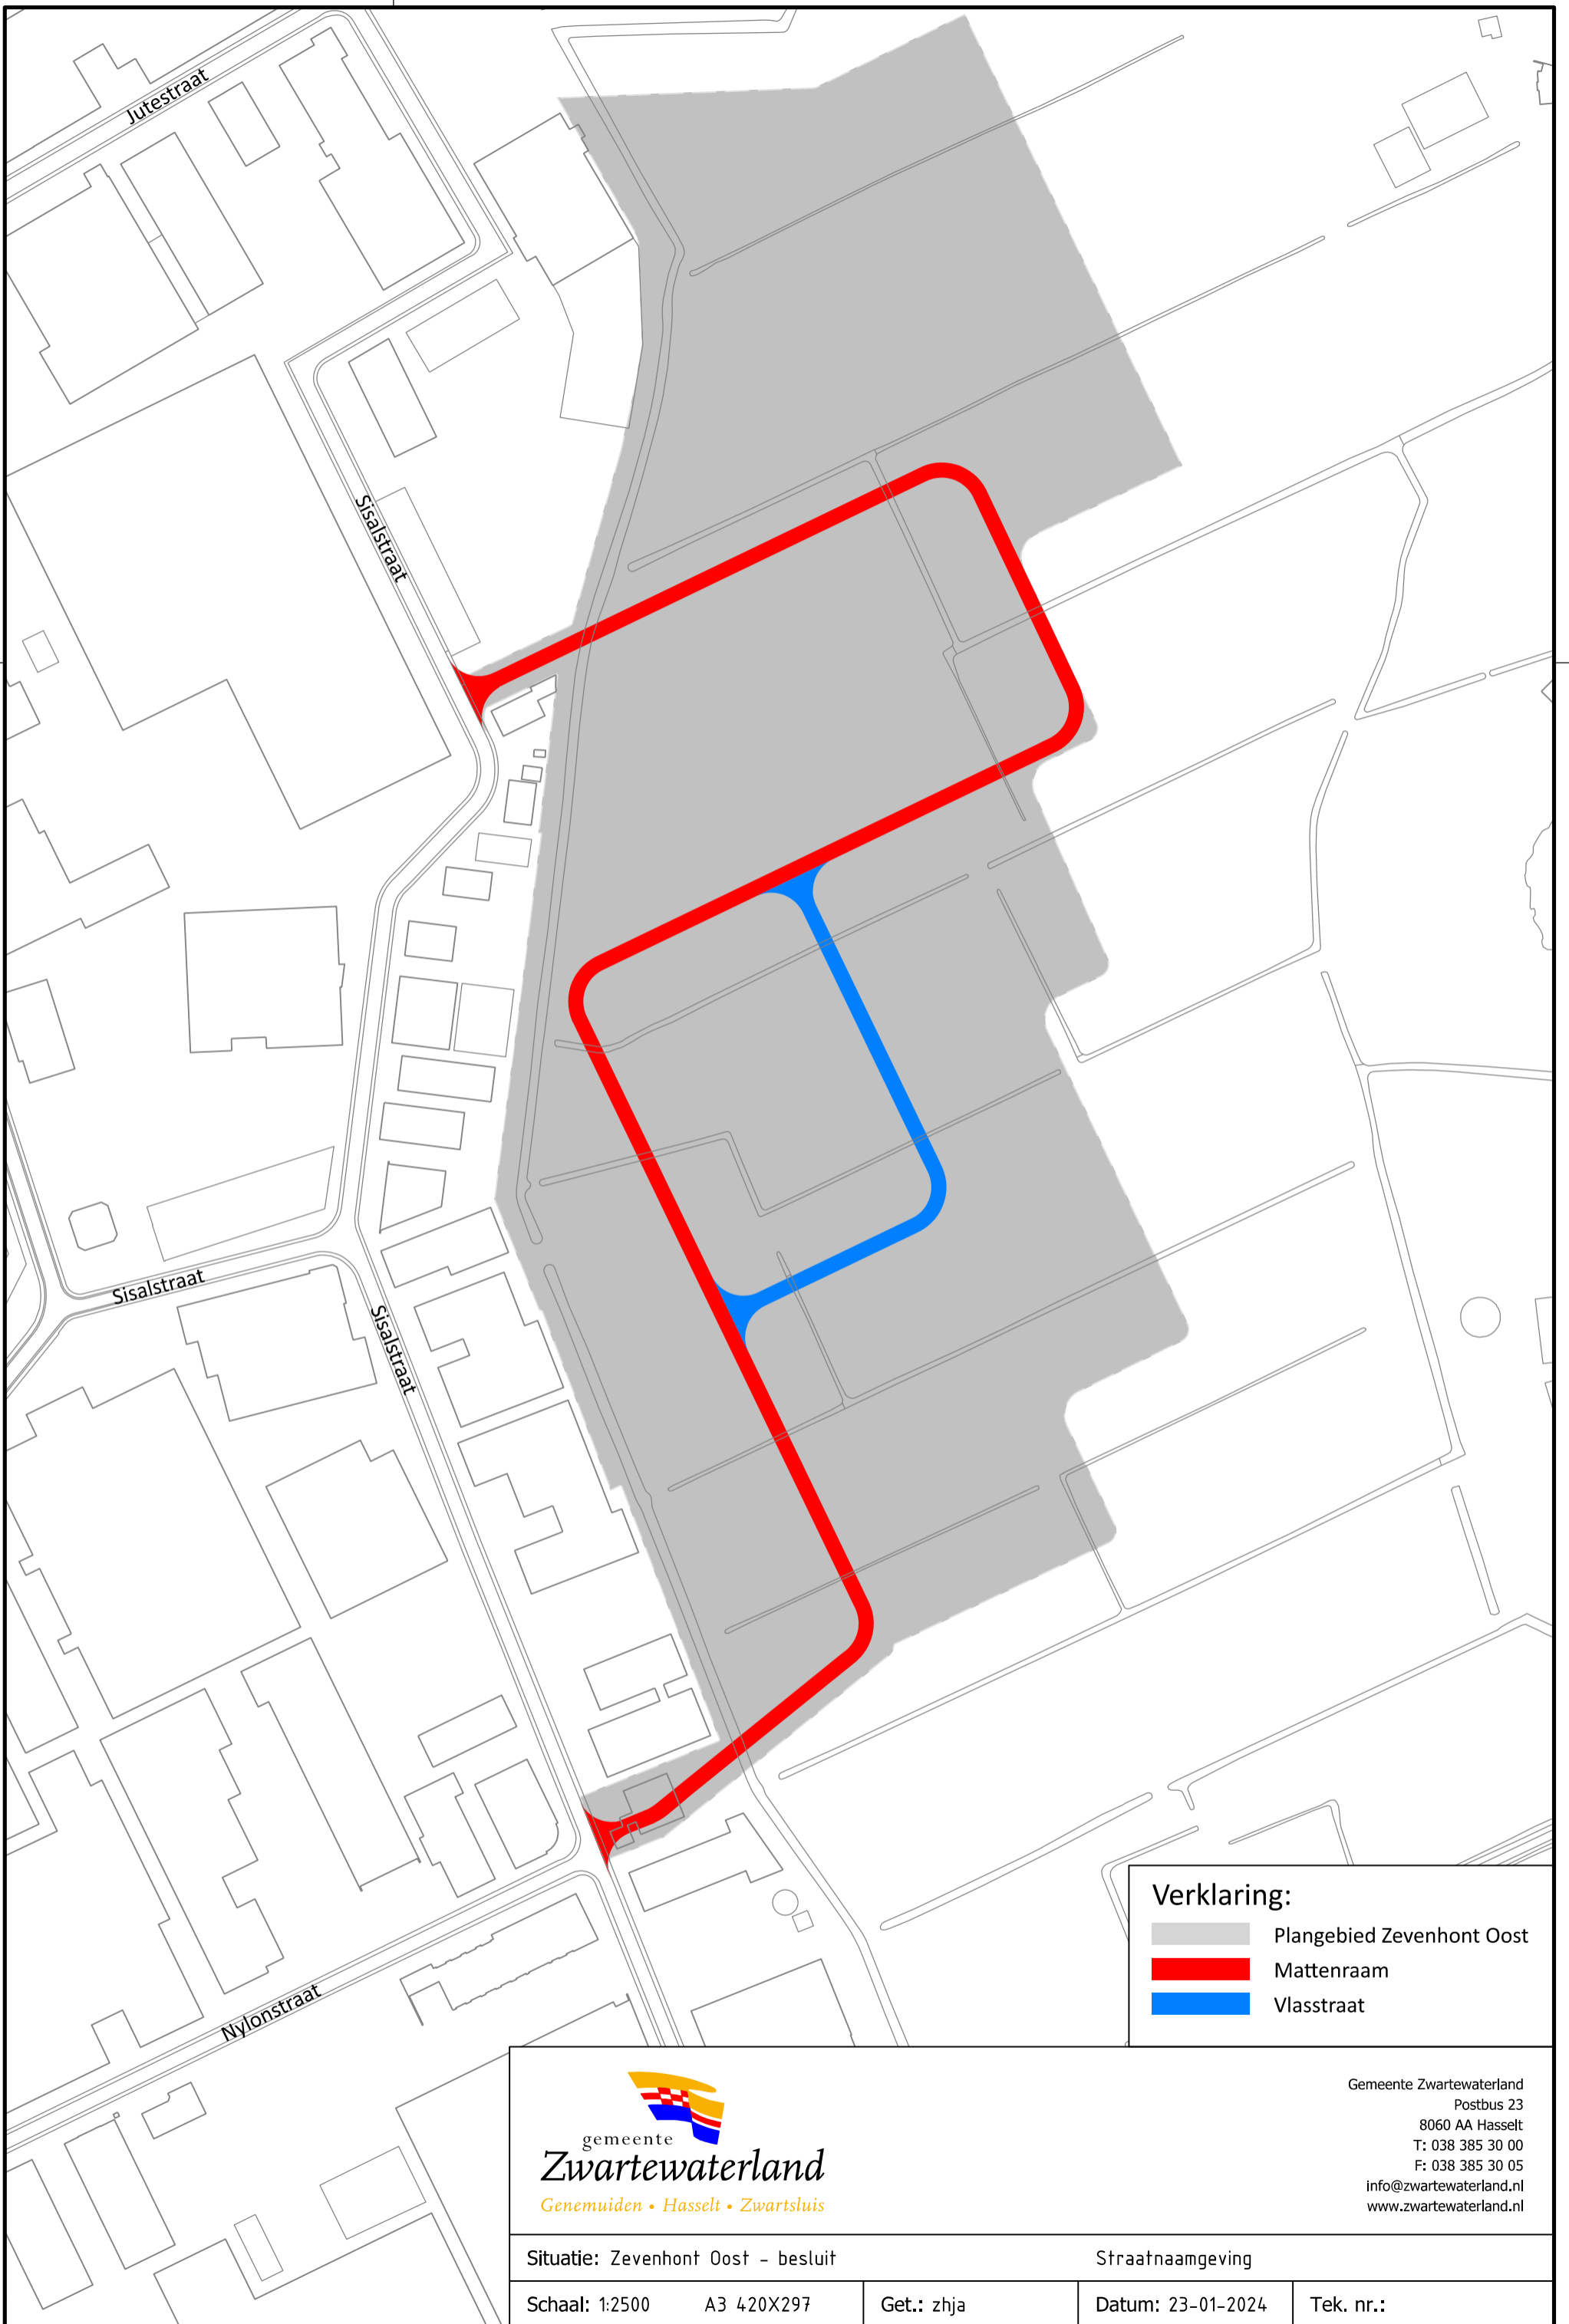 Jutestraat
Sisalstraat
Sisalstraat
Sisalstraat
Nylonstraat
Verklaring:
Plangebied Zevenhont Oost
Mattenraam
Vlasstraat
gemeente
Zwartewaterland
Genemuiden • Hasselt • Zwartsluis
Gemeente Zwartewaterland
Postbus 23
8060 AA Hasselt
T: 038 385 30 00
F: 038 385 30 05
info@zwartewaterland.nl
www.zwartewaterland.nl
Situatie: Zevenhont Oost - besluit Straatnaamgeving
Schaal: 1:2500 A3 420X297 Get.: zhja Datum: 23-01-2024 Tek. nr.: